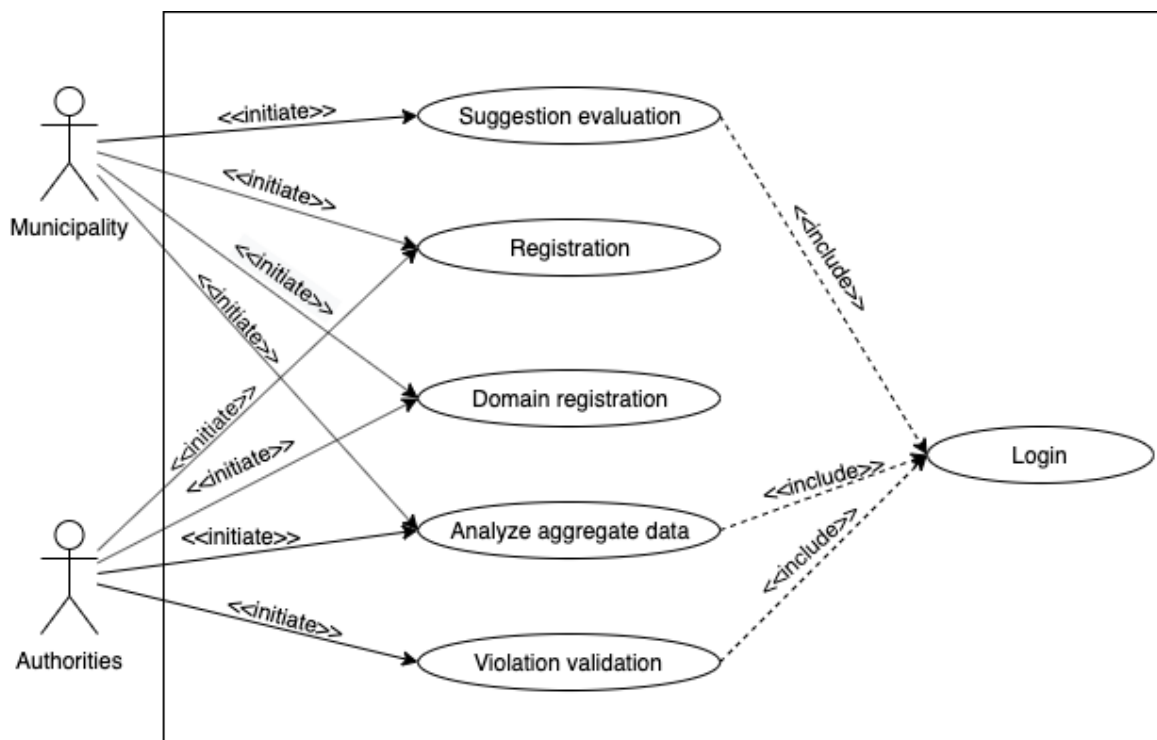 <<initiate>>
Suggestion evaluation
Municipality
<<initiate>>
Registration
<<include>>
<<initiate>>
<<initiate>>
<<initiate>>
Domain registration
<<initiate>>
Login
<<include>>
<<initiate>>
Analyze aggregate data
<<include>>
Authorities
<<initiate>>
Violation validation